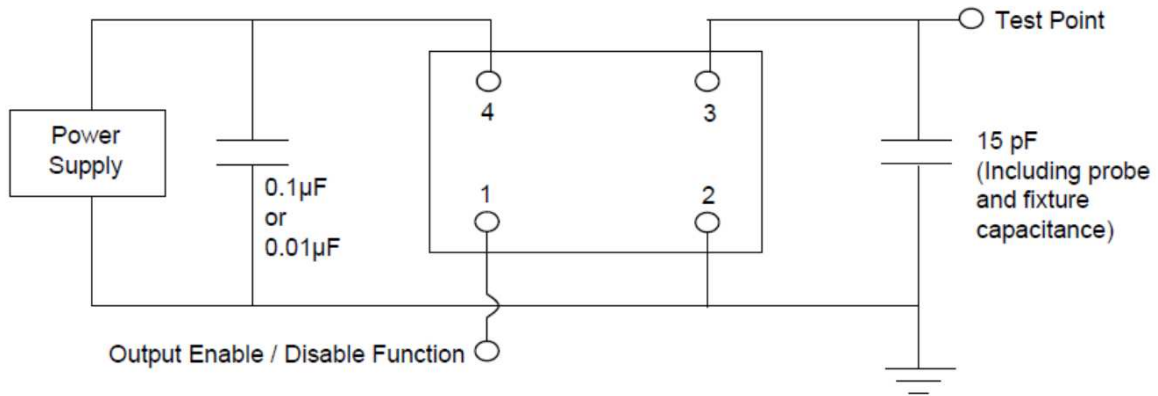 Test Point
4
3
Power
Supply
15 pF
(Including probe
and fixture
capacitance)
0.1µF
or
0.01µF
1
2
Output Enable / Disable Function